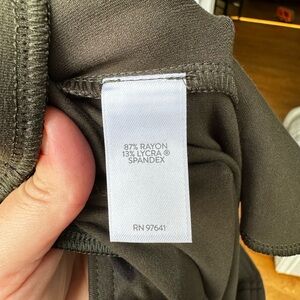 87% RAYON
13% LYCRA ®
SPANDEX
RN 97641